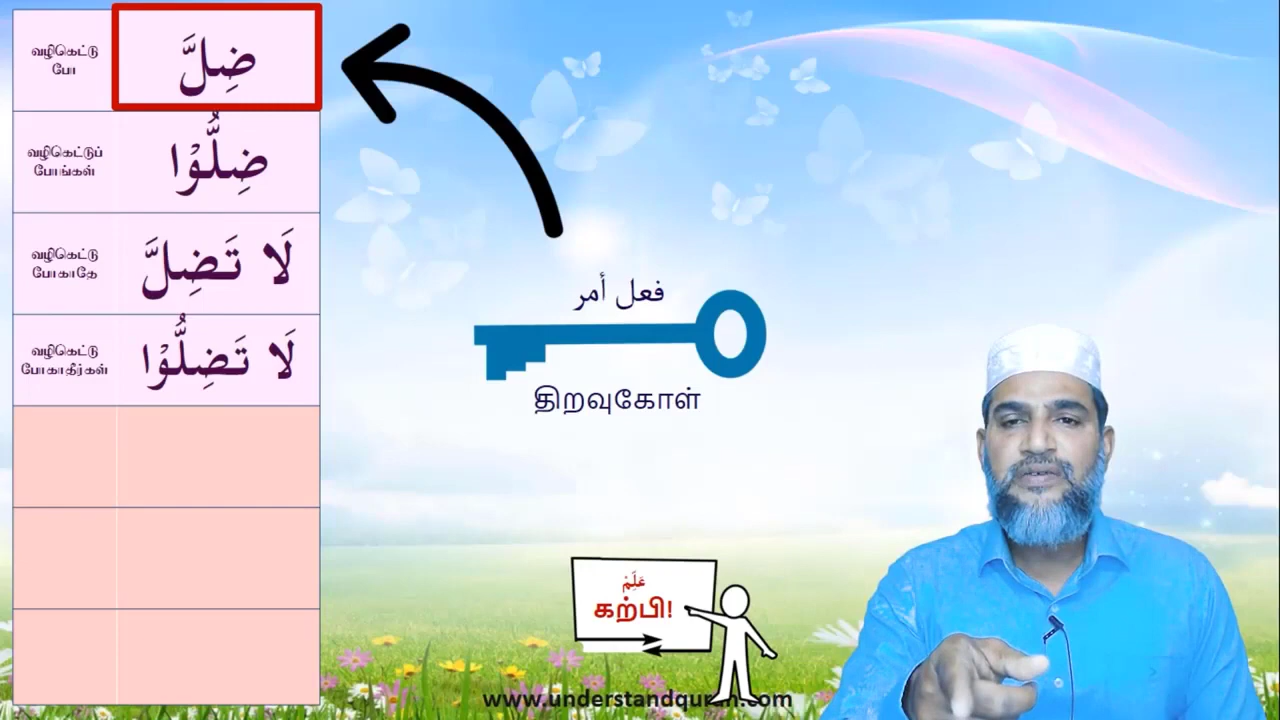 வழிகெட்டு
போ
ضِلَّ
வழிகெட்டுப்
போங்கள்
ضِلُّوْا
வழிகெட்டு
போகாதே
لَا تَضِلَّ
வழிகெட்டு
போகாதீர்கள்
لَا تَضِلُّوْا
فعل أمر
திறவுகோள்
عَلِّمْ
கற்பி!
www.understandquran.com